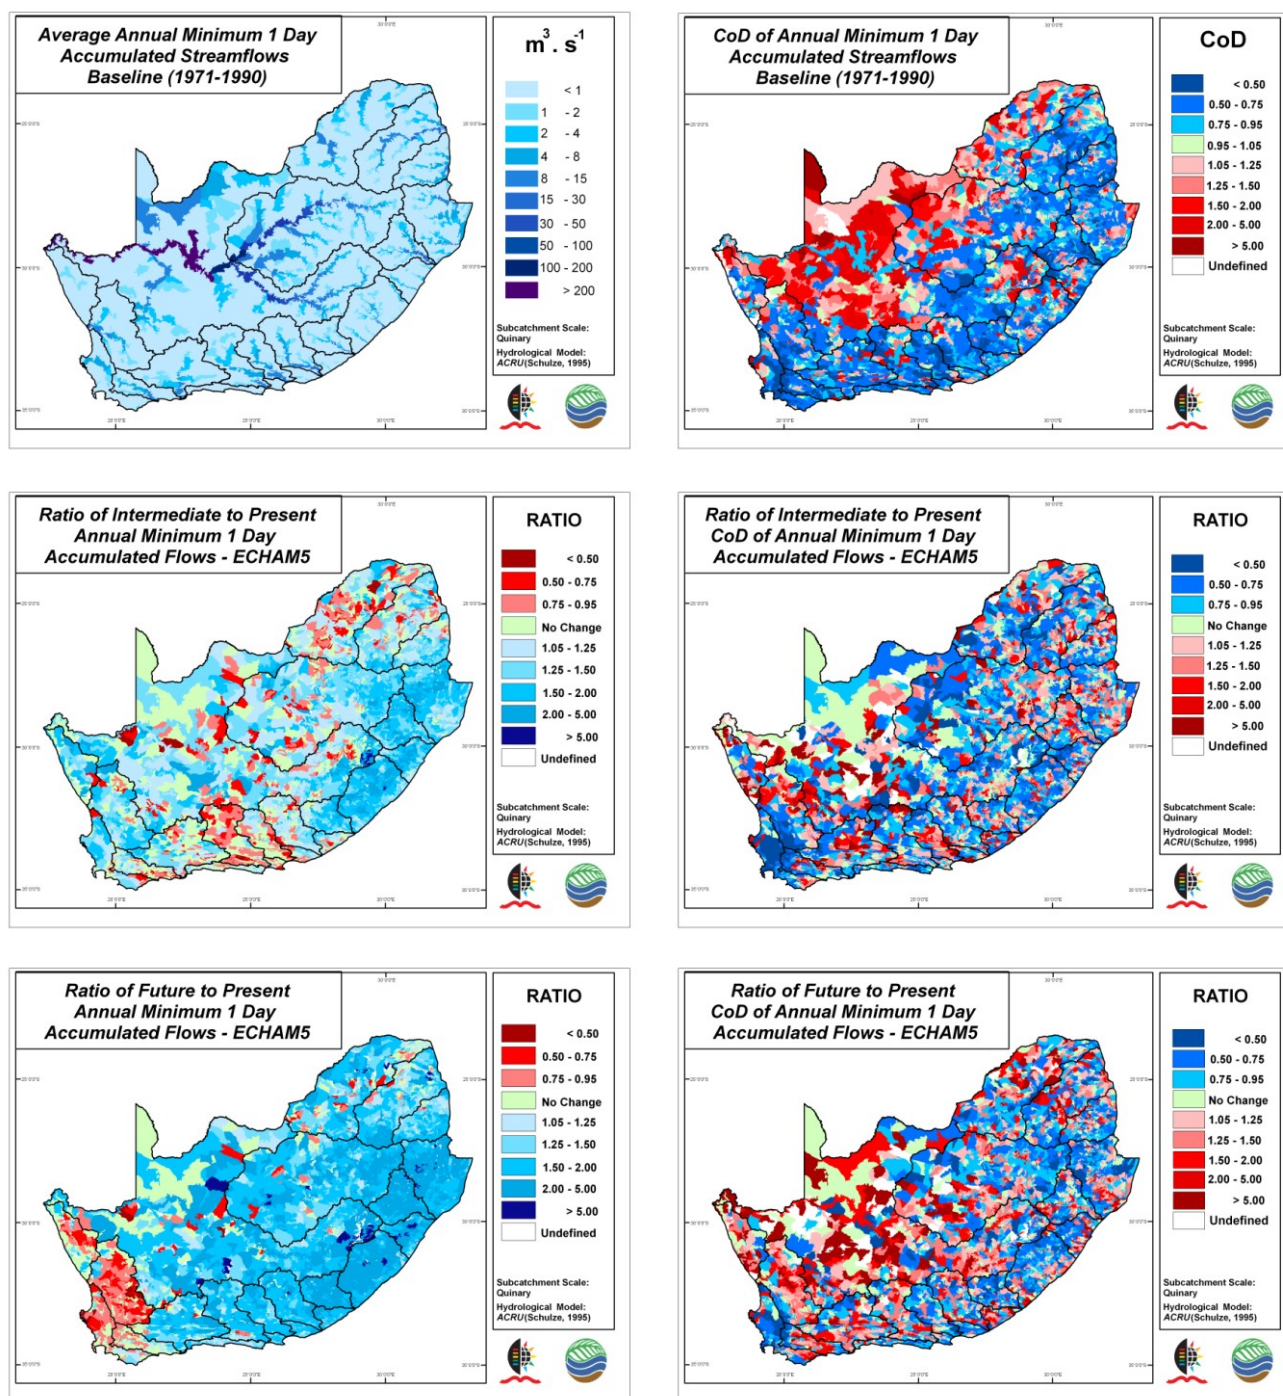 Average Annual Minimum 1 Day
Accumulated Streamflows
Baseline (1971-1990)
m³ . s⁻¹
< 1
1 - 2
2 - 4
4 - 8
8 - 15
15 - 30
30 - 50
50 - 100
100 - 200
> 200
Subcatchment Scale:
Quinary
Hydrological Model:
ACRU(Schulze, 1995)
CoD of Annual Minimum 1 Day
Accumulated Streamflows
Baseline (1971-1990)
CoD
< 0.50
0.50 - 0.75
0.75 - 0.95
0.95 - 1.05
1.05 - 1.25
1.25 - 1.50
1.50 - 2.00
2.00 - 5.00
> 5.00
Undefined
Subcatchment Scale:
Quinary
Hydrological Model:
ACRU(Schulze, 1995)
Ratio of Intermediate to Present
Annual Minimum 1 Day
Accumulated Flows - ECHAM5
RATIO
< 0.50
0.50 - 0.75
0.75 - 0.95
No Change
1.05 - 1.25
1.25 - 1.50
1.50 - 2.00
2.00 - 5.00
> 5.00
Undefined
Subcatchment Scale:
Quinary
Hydrological Model:
ACRU(Schulze, 1995)
Ratio of Intermediate to Present
CoD of Annual Minimum 1 Day
Accumulated Flows - ECHAM5
RATIO
< 0.50
0.50 - 0.75
0.75 - 0.95
No Change
1.05 - 1.25
1.25 - 1.50
1.50 - 2.00
2.00 - 5.00
> 5.00
Undefined
Subcatchment Scale:
Quinary
Hydrological Model:
ACRU(Schulze, 1995)
Ratio of Future to Present
Annual Minimum 1 Day
Accumulated Flows - ECHAM5
RATIO
< 0.50
0.50 - 0.75
0.75 - 0.95
No Change
1.05 - 1.25
1.25 - 1.50
1.50 - 2.00
2.00 - 5.00
> 5.00
Undefined
Subcatchment Scale:
Quinary
Hydrological Model:
ACRU(Schulze, 1995)
Ratio of Future to Present
CoD of Annual Minimum 1 Day
Accumulated Flows - ECHAM5
RATIO
< 0.50
0.50 - 0.75
0.75 - 0.95
No Change
1.05 - 1.25
1.25 - 1.50
1.50 - 2.00
2.00 - 5.00
> 5.00
Undefined
Subcatchment Scale:
Quinary
Hydrological Model:
ACRU(Schulze, 1995)